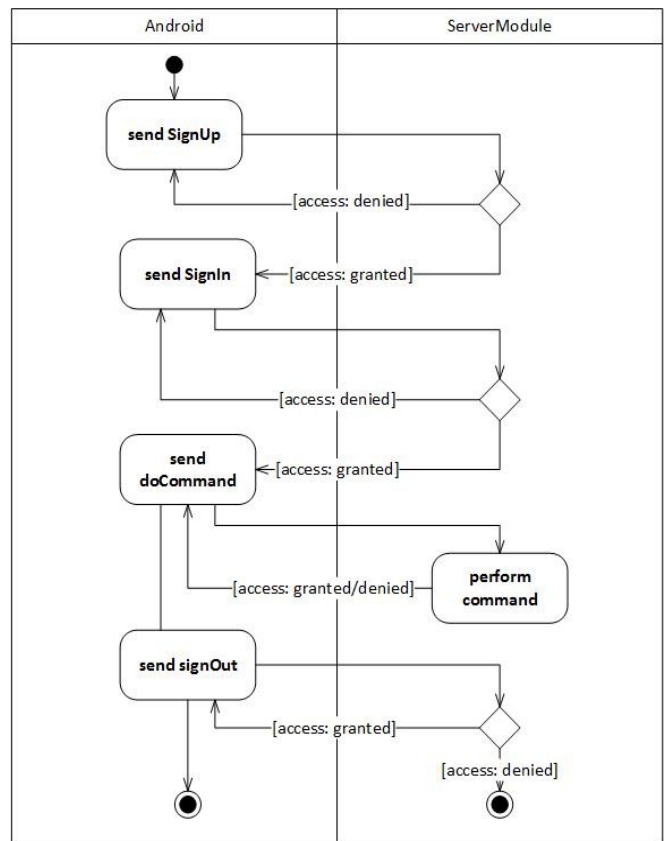 Android
ServerModule
send SignUp
[access: denied]
send SignIn
[access: granted]
[access: denied]
send
doCommand
[access: granted]
[access: granted/denied]
perform
command
send signOut
[access: granted]
[access: denied]